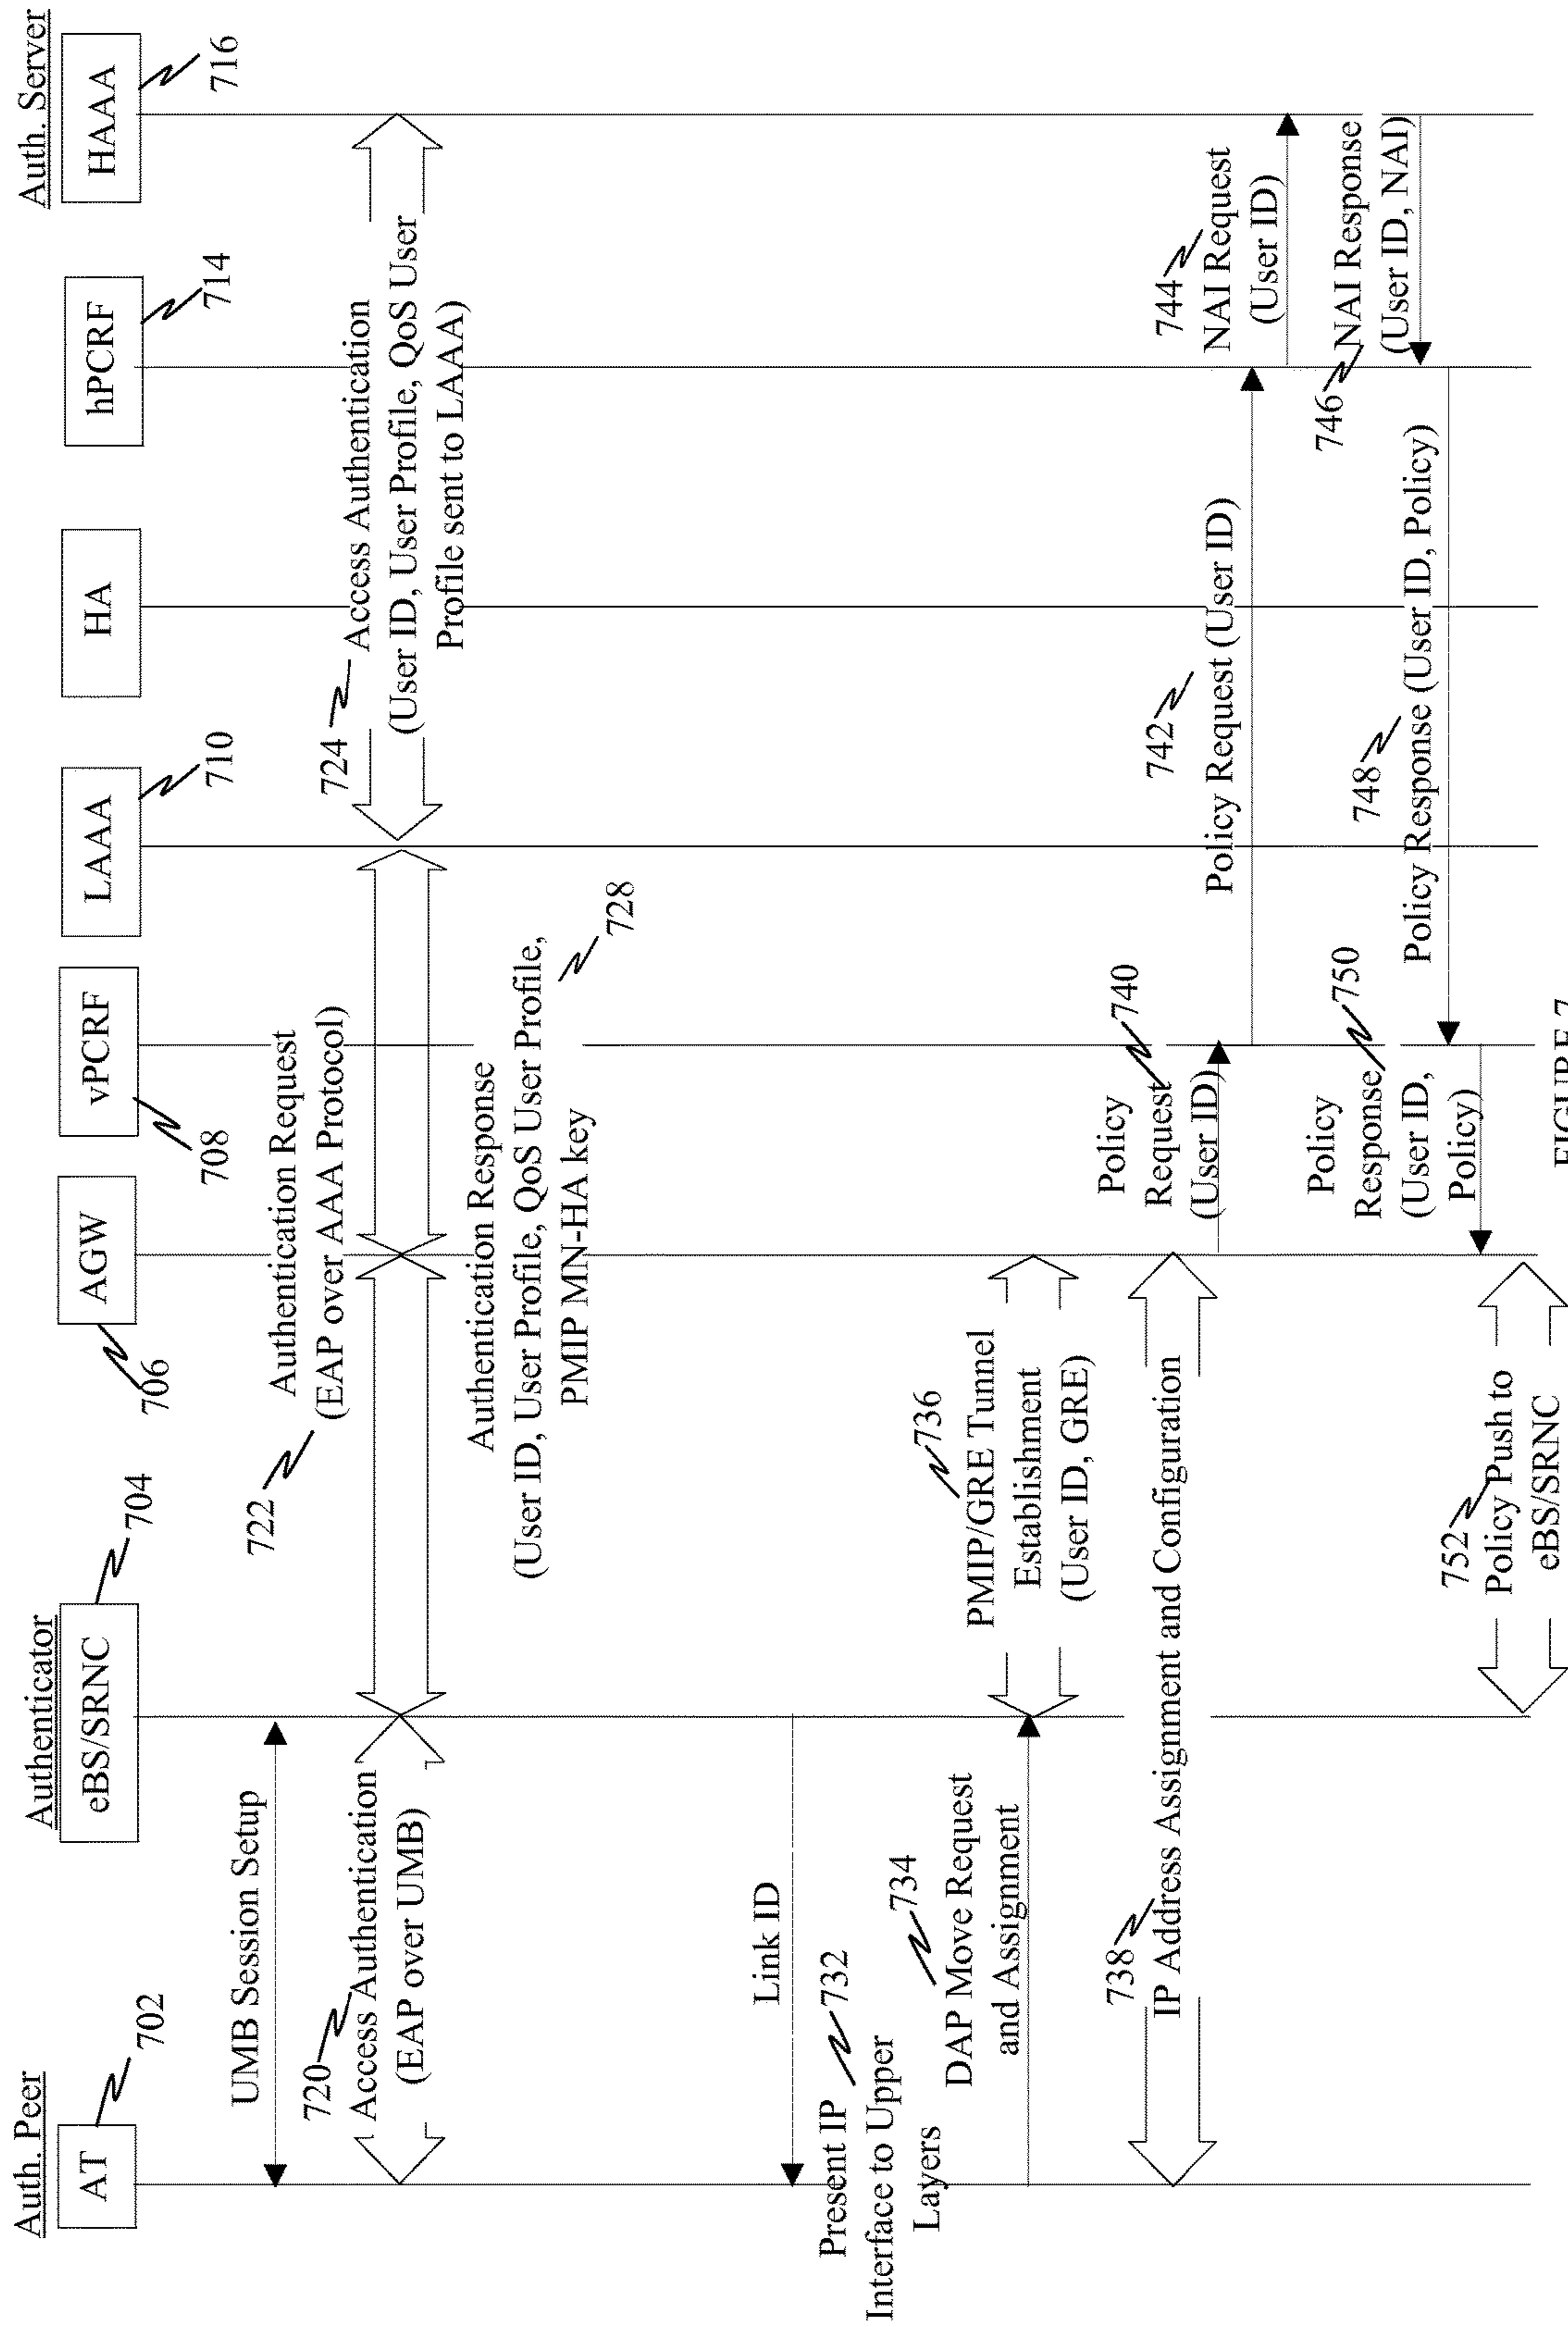 Auth. Peer
Authenticator
Auth. Server
AT
eBS/SRNC
AGW
vPCRF
LAAA
HA
hPCRF
HAAA
702
704
706
708
710
714
716
UMB Session Setup
720
Access Authentication
(EAP over UMB)
722
Authentication Request
(EAP over AAA Protocol)
724
Access Authentication
(User ID, User Profile, QoS User
Profile sent to LAAA)
Authentication Response
(User ID, User Profile, QoS User Profile,
PMIP MN-HA key
728
Link ID
Present IP
Interface to Upper
Layers
732
734
DAP Move Request
and Assignment
736
PMIP/GRE Tunnel
Establishment
(User ID, GRE)
738
IP Address Assignment and Configuration
Policy
Request
(User ID)
740
742
Policy Request (User ID)
744
NAI Request
(User ID)
746
NAI Response
(User ID, NAI)
748
Policy Response (User ID, Policy)
Policy
Response
(User ID,
Policy)
750
752
Policy Push to
eBS/SRNC
FIGURE 7